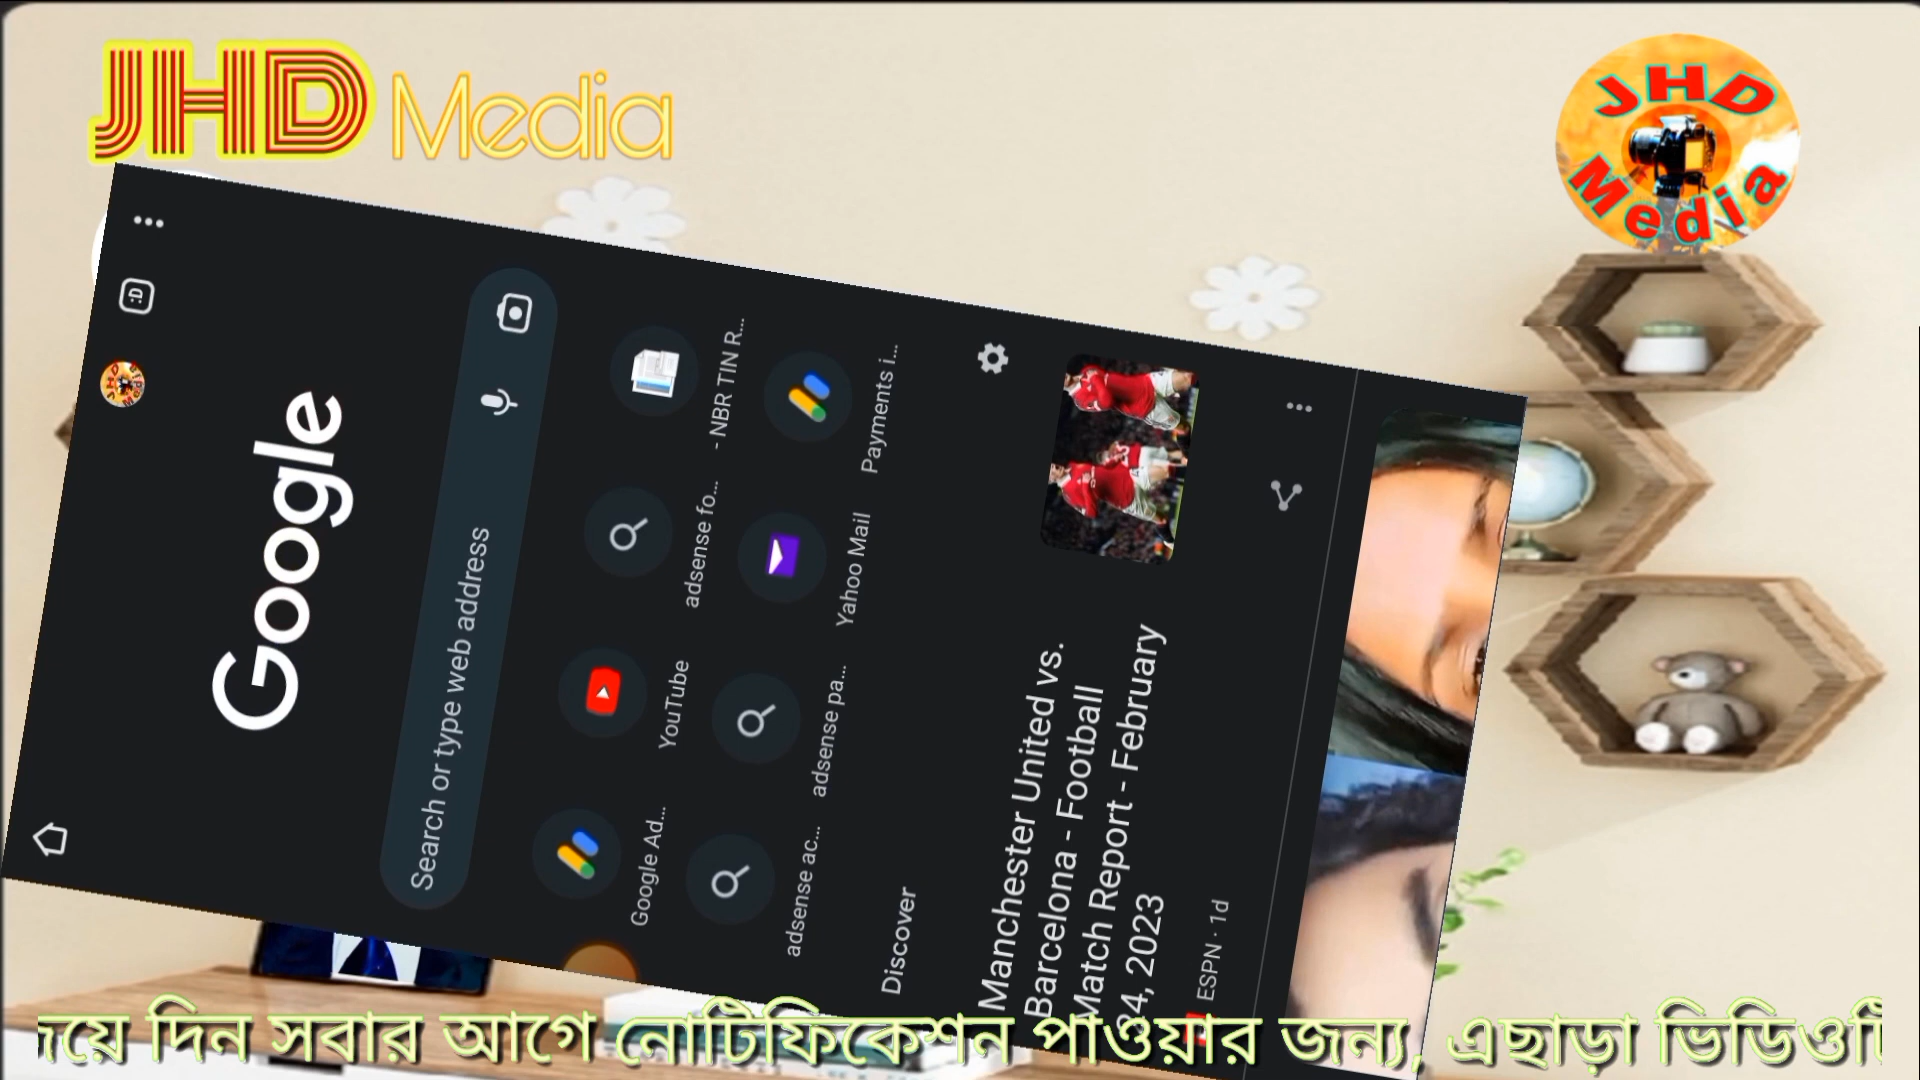 JHD Media
JHD
Media
:D
Google
Search or type web address
Google Ad...
YouTube
adsense fo...
- NBR TIN R...
adsense ac...
adsense pa...
Yahoo Mail
Payments i...
Discover
Manchester United vs.
Barcelona - Football
Match Report - February
24, 2023
ESPN · 1d
দিন সবার আগে নোটিফিকেশন পাওয়ার জন্য, এছাড়া